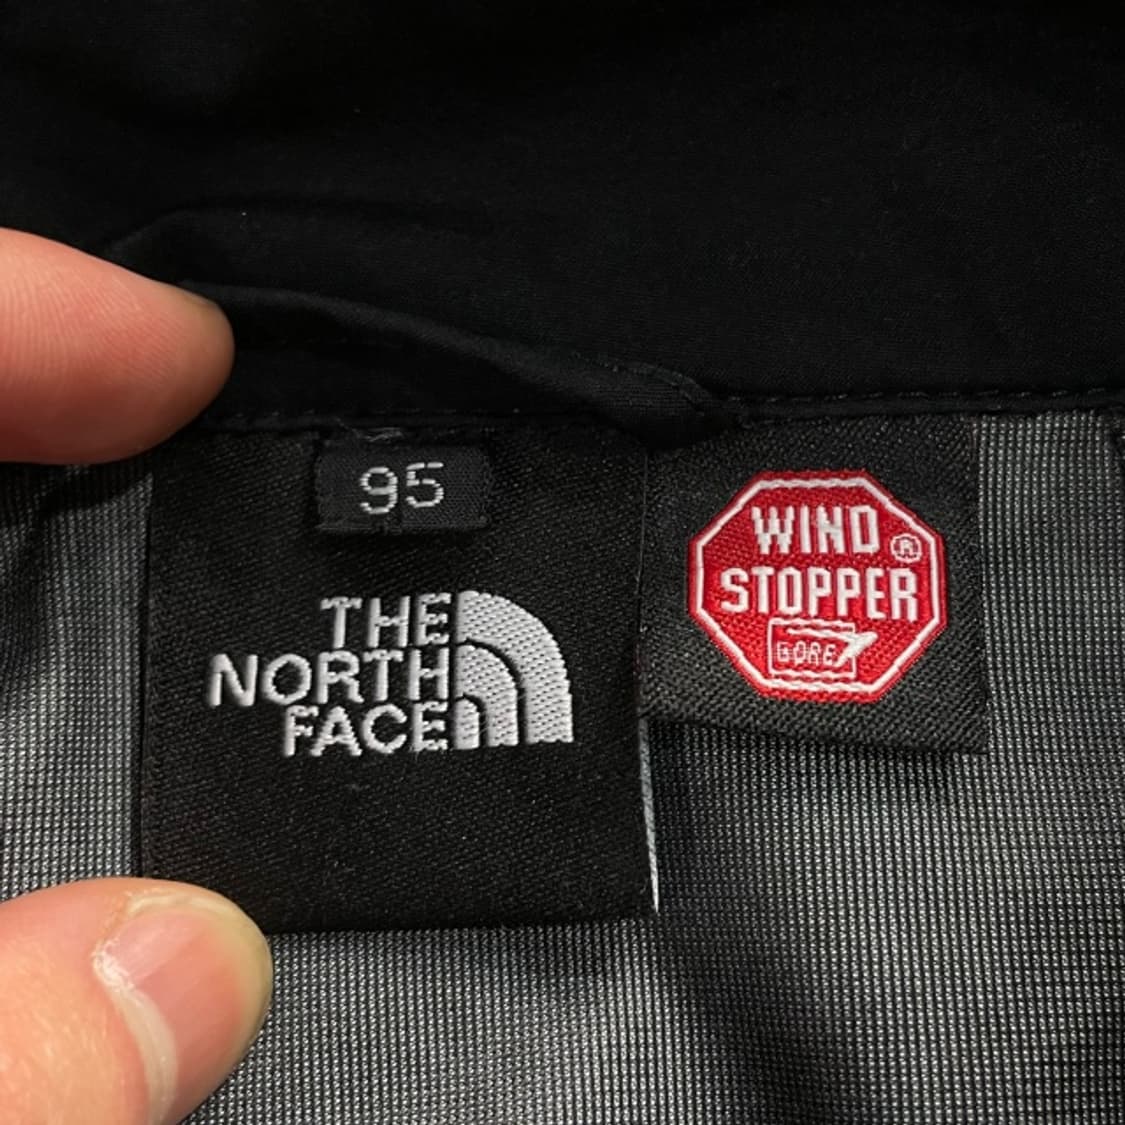 95
THE
NORTH
FACE
WIND
STOPPER
®
GORE